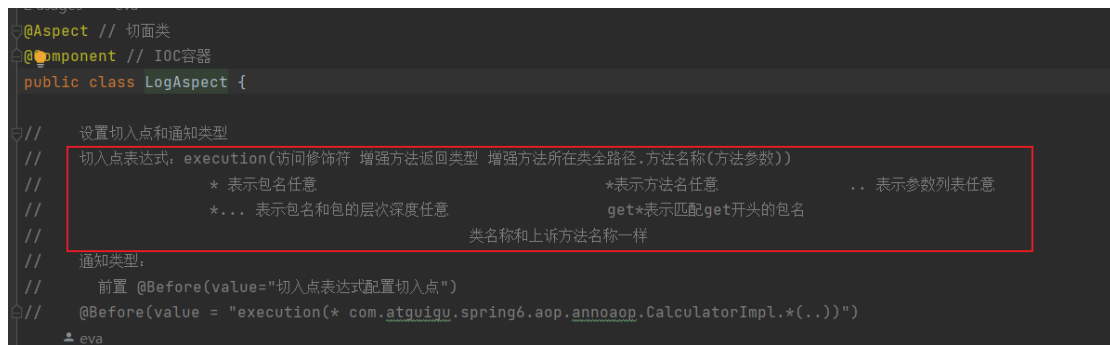 2 usages    eva
@Aspect // 切面类
@Component // IOC容器
public class LogAspect {
//    设置切入点和通知类型
//    切入点表达式: execution(访问修饰符 增强方法返回类型 增强方法所在类全路径.方法名称(方法参数))
//    * 表示包名任意    *表示方法名任意    .. 表示参数列表任意
//    *... 表示包名和包的层次深度任意    get*表示匹配get开头的包名
//    类名称和上诉方法名称一样
//    通知类型:
//    前置 @Before(value="切入点表达式配置切入点")
//    @Before(value = "execution(* com.atguigu.spring6.aop.annoaop.CalculatorImpl.*(..))")
eva